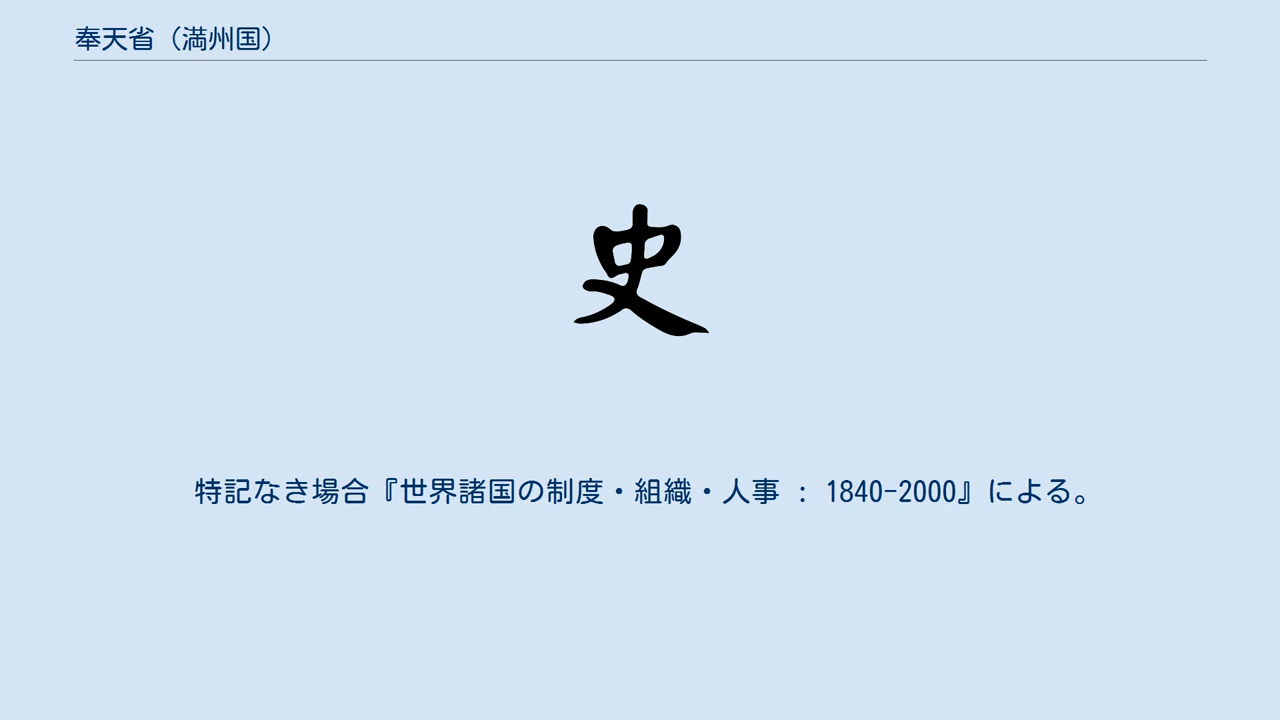 奉天省（満州国）
史
特記なき場合『世界諸国の制度・組織・人事 : 1840-2000』による。